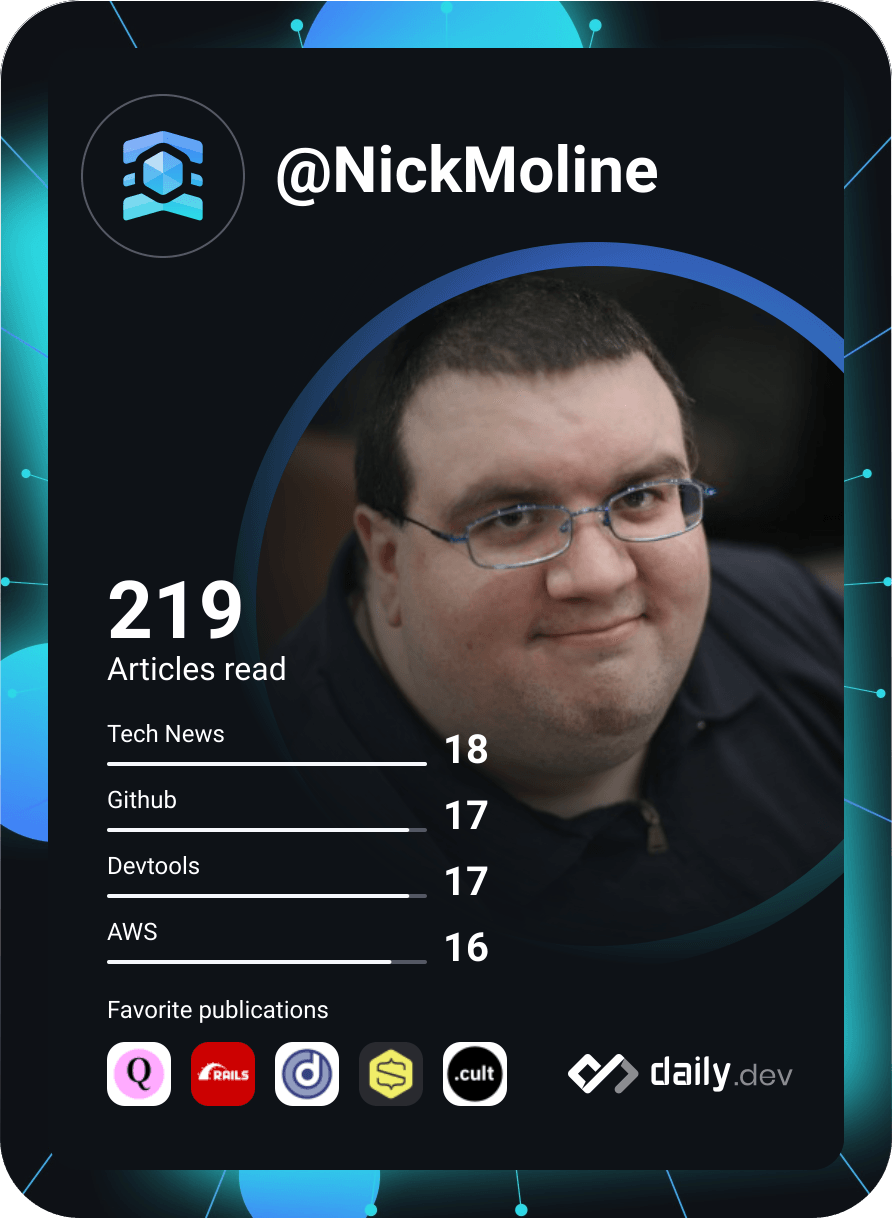 @NickMoline
219
Articles read
Tech News
18
Github
17
Devtools
17
AWS
16
Favorite publications
Q
RAILS
d
S
.cult
daily.dev